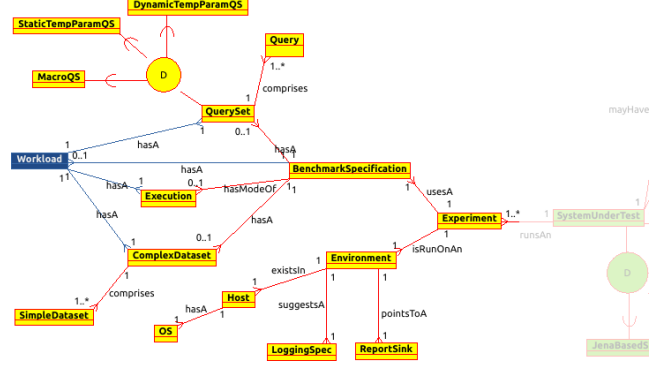 DynamicTempParamQS
StaticTempParamQS
Query
D
1..*
MacroQS
comprises
1
QuerySet
1
0..1
mayHave
1
1
hasA
hasA
1
Workload
0..1
1
hasA
BenchmarkSpecification
1
1
hasA
1
0..1
hasModeOf
1
1
1
usesA
Execution
1
hasA
hasA
Experiment
1..*
1
SystemUnderTest
0..1
1
1
runsAn
1
isRunOnAn
ComplexDataset
Environment
1
D
1
existsIn
1
1
1..*
comprises
1
Host
SimpleDataset
hasA
1
suggestsA
pointsToA
1
OS
1
1
LoggingSpec
ReportSink
JenaBasedS